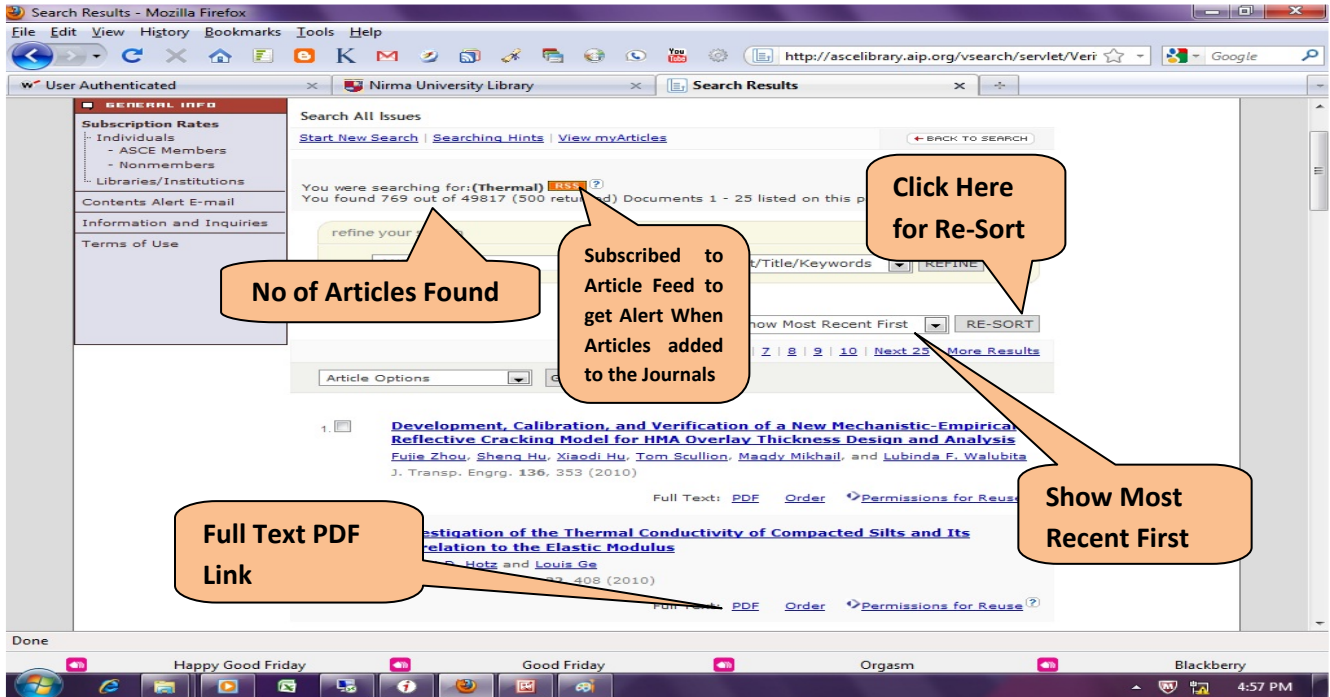 Search Results - Mozilla Firefox
File Edit View History Bookmarks Tools Help
http://ascelibrary.aip.org/vsearch/servlet/Veri
Google
User Authenticated
Nirma University Library
Search Results
GENERAL INFO
Subscription Rates
Individuals
- ASCE Members
- Nonmembers
Libraries/Institutions
Contents Alert E-mail
Information and Inquiries
Terms of Use
Search All Issues
Start New Search | Searching Hints | View myArticles
BACK TO SEARCH
You were searching for:(Thermal) RSS ?
You found 769 out of 49817 (500 returned) Documents 1 - 25 listed on this
refine your
/Title/Keywords REFINE
Click Here
for Re-Sort
No of Articles Found
Subscribed to
Article Feed to
get Alert When
Articles added
to the Journals
Most Recent First RE-SORT
| 7 | 8 | 9 | 10 | Next 25 More Results
Article Options
1. Development, Calibration, and Verification of a New Mechanistic-Empirical
Reflective Cracking Model for HMA Overlay Thickness Design and Analysis
Fujie Zhou, Sheng Hu, Xiaodi Hu, Tom Scullion, Magdy Mikhail, and Lubinda F. Walubita
J. Transp. Engrg. 136, 353 (2010)
Full Text: PDF Order Permissions for Reuse
Show Most
Recent First
Full Text PDF
Link
of the Thermal Conductivity of Compacted Silts and Its
to the Elastic Modulus
Hotz and Louis Ge
408 (2010)
Full Text: PDF Order Permissions for Reuse ?
Done
Happy Good Friday
Good Friday
Orgasm
Blackberry
4:57 PM